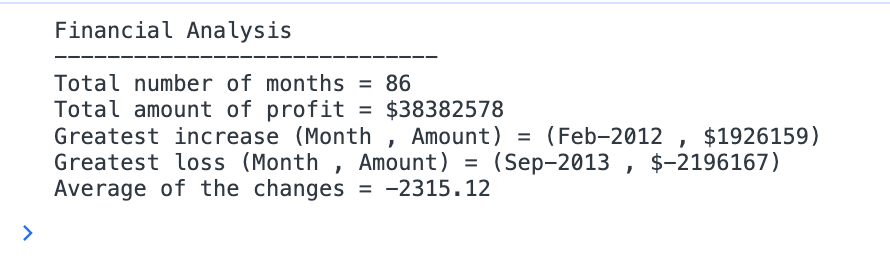 Financial Analysis
-----------------------------
Total number of months = 86
Total amount of profit = $38382578
Greatest increase (Month , Amount) = (Feb-2012 , $1926159)
Greatest loss (Month , Amount) = (Sep-2013 , $-2196167)
Average of the changes = -2315.12
>